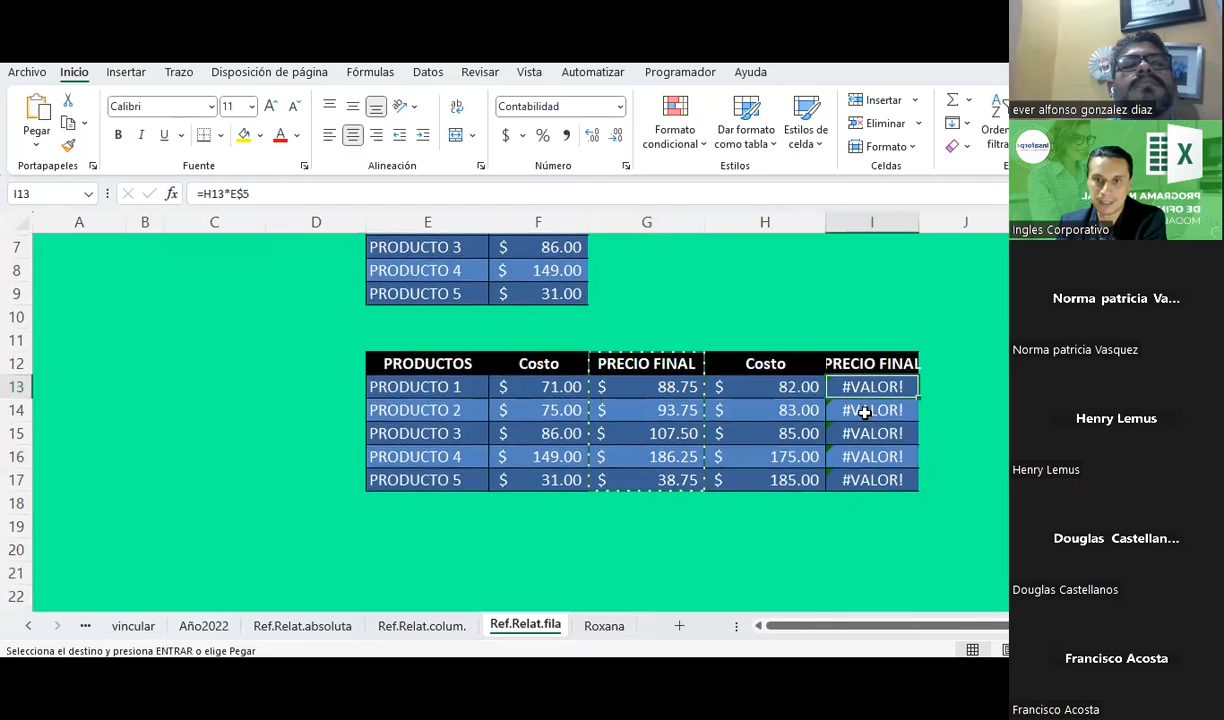 Archivo Inicio Insertar Trazo Disposición de página Fórmulas Datos Revisar Vista Automatizar Programador Ayuda
Pegar
Calibri 11
Contabilidad
Formato condicional
Dar formato como tabla
Estilos de celda
Insertar
Eliminar
Formato
Portapapeles Fuente Alineación Número Estilos Celdas
I13 fx =H13*E$5
A B C D E F G H I J
7 PRODUCTO 3 $ 86.00
8 PRODUCTO 4 $ 149.00
9 PRODUCTO 5 $ 31.00
10
11
12 PRODUCTOS Costo PRECIO FINAL Costo PRECIO FINAL
13 PRODUCTO 1 $ 71.00 $ 88.75 $ 82.00 #VALOR!
14 PRODUCTO 2 $ 75.00 $ 93.75 $ 83.00 #VALOR!
15 PRODUCTO 3 $ 86.00 $ 107.50 $ 85.00 #VALOR!
16 PRODUCTO 4 $ 149.00 $ 186.25 $ 175.00 #VALOR!
17 PRODUCTO 5 $ 31.00 $ 38.75 $ 185.00 #VALOR!
18
19
20
21
22
vincular Año2022 Ref.Relat.absoluta Ref.Relat.colum. Ref.Relat.fila Roxana
Selecciona el destino y presiona ENTRAR o elige Pegar
ever alfonso gonzalez diaz
Ingles Corporativo
Norma patricia Va...
Norma patricia Vasquez
Henry Lemus
Henry Lemus
Douglas Castellan...
Douglas Castellanos
Francisco Acosta
Francisco Acosta